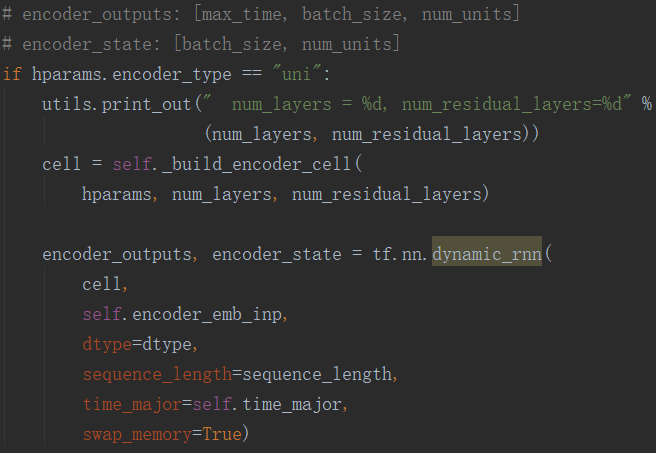 # encoder_outputs: [max_time, batch_size, num_units]
# encoder_state: [batch_size, num_units]
if hparams.encoder_type == "uni":
    utils.print_out("  num_layers = %d, num_residual_layers=%d" %
                    (num_layers, num_residual_layers))
    cell = self._build_encoder_cell(
        hparams, num_layers, num_residual_layers)

    encoder_outputs, encoder_state = tf.nn.dynamic_rnn(
        cell,
        self.encoder_emb_inp,
        dtype=dtype,
        sequence_length=sequence_length,
        time_major=self.time_major,
        swap_memory=True)